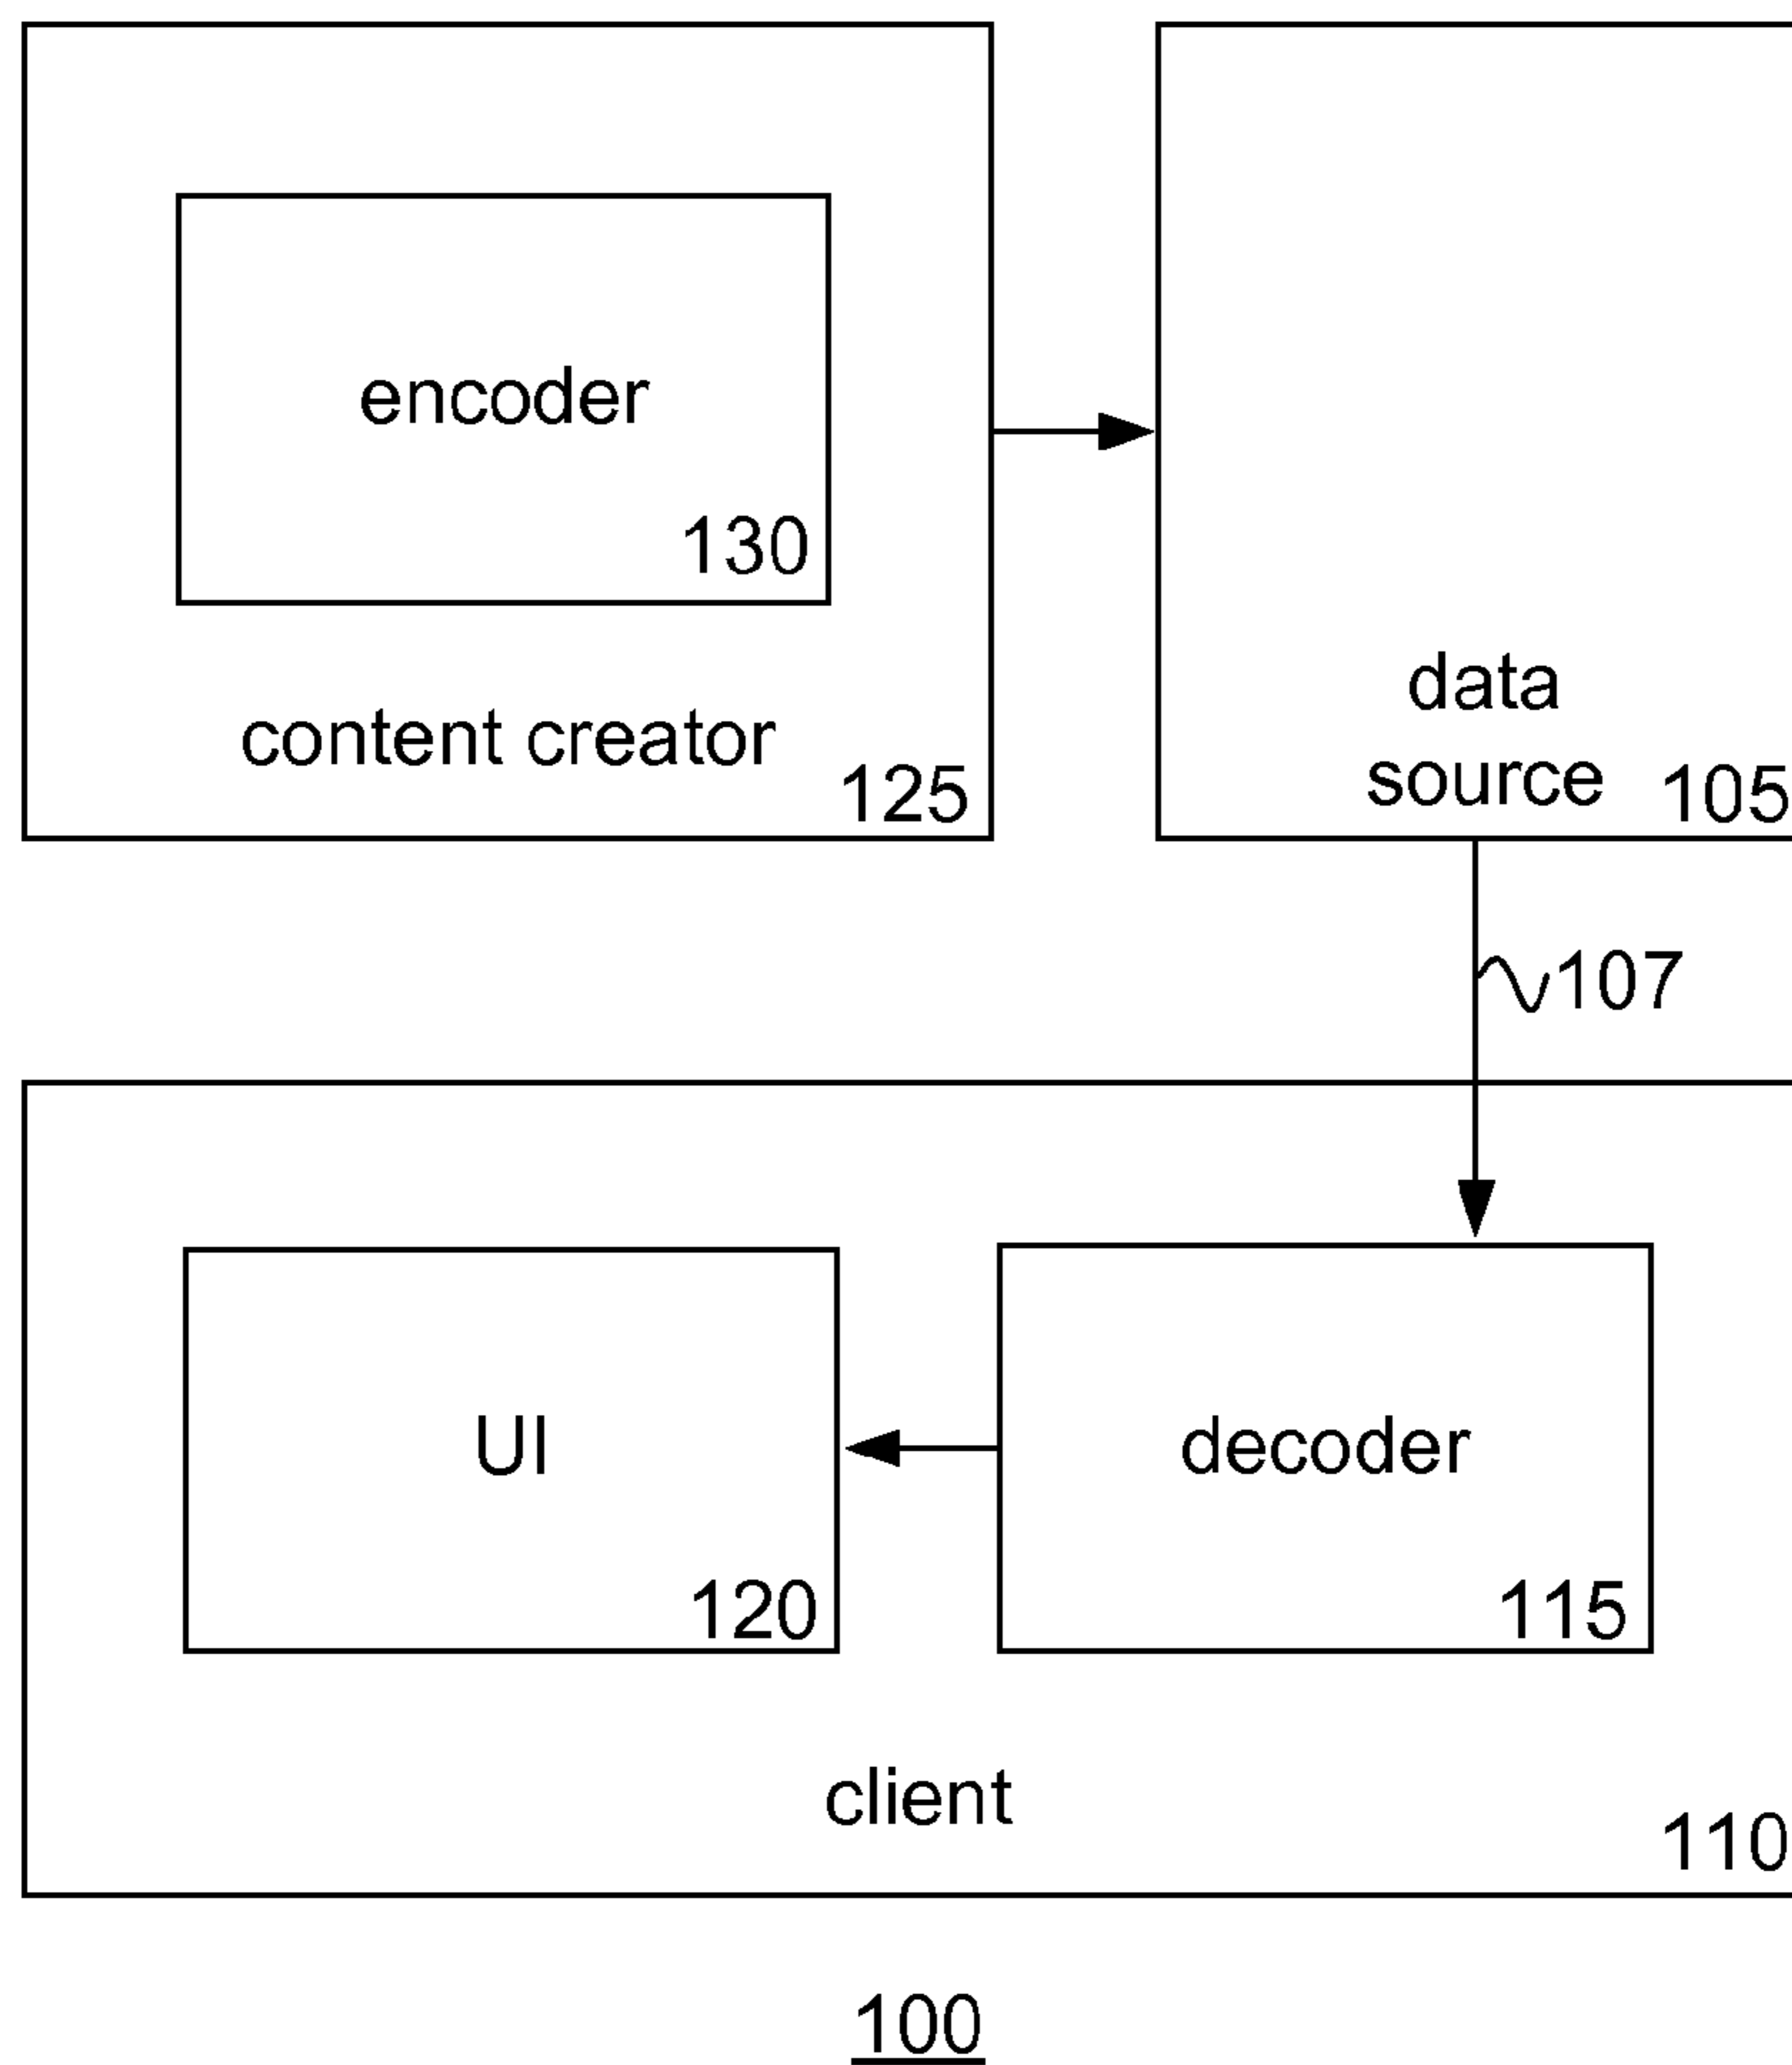 encoder
130
content creator
125
data
source
105
107
UI
120
decoder
115
client
110
100